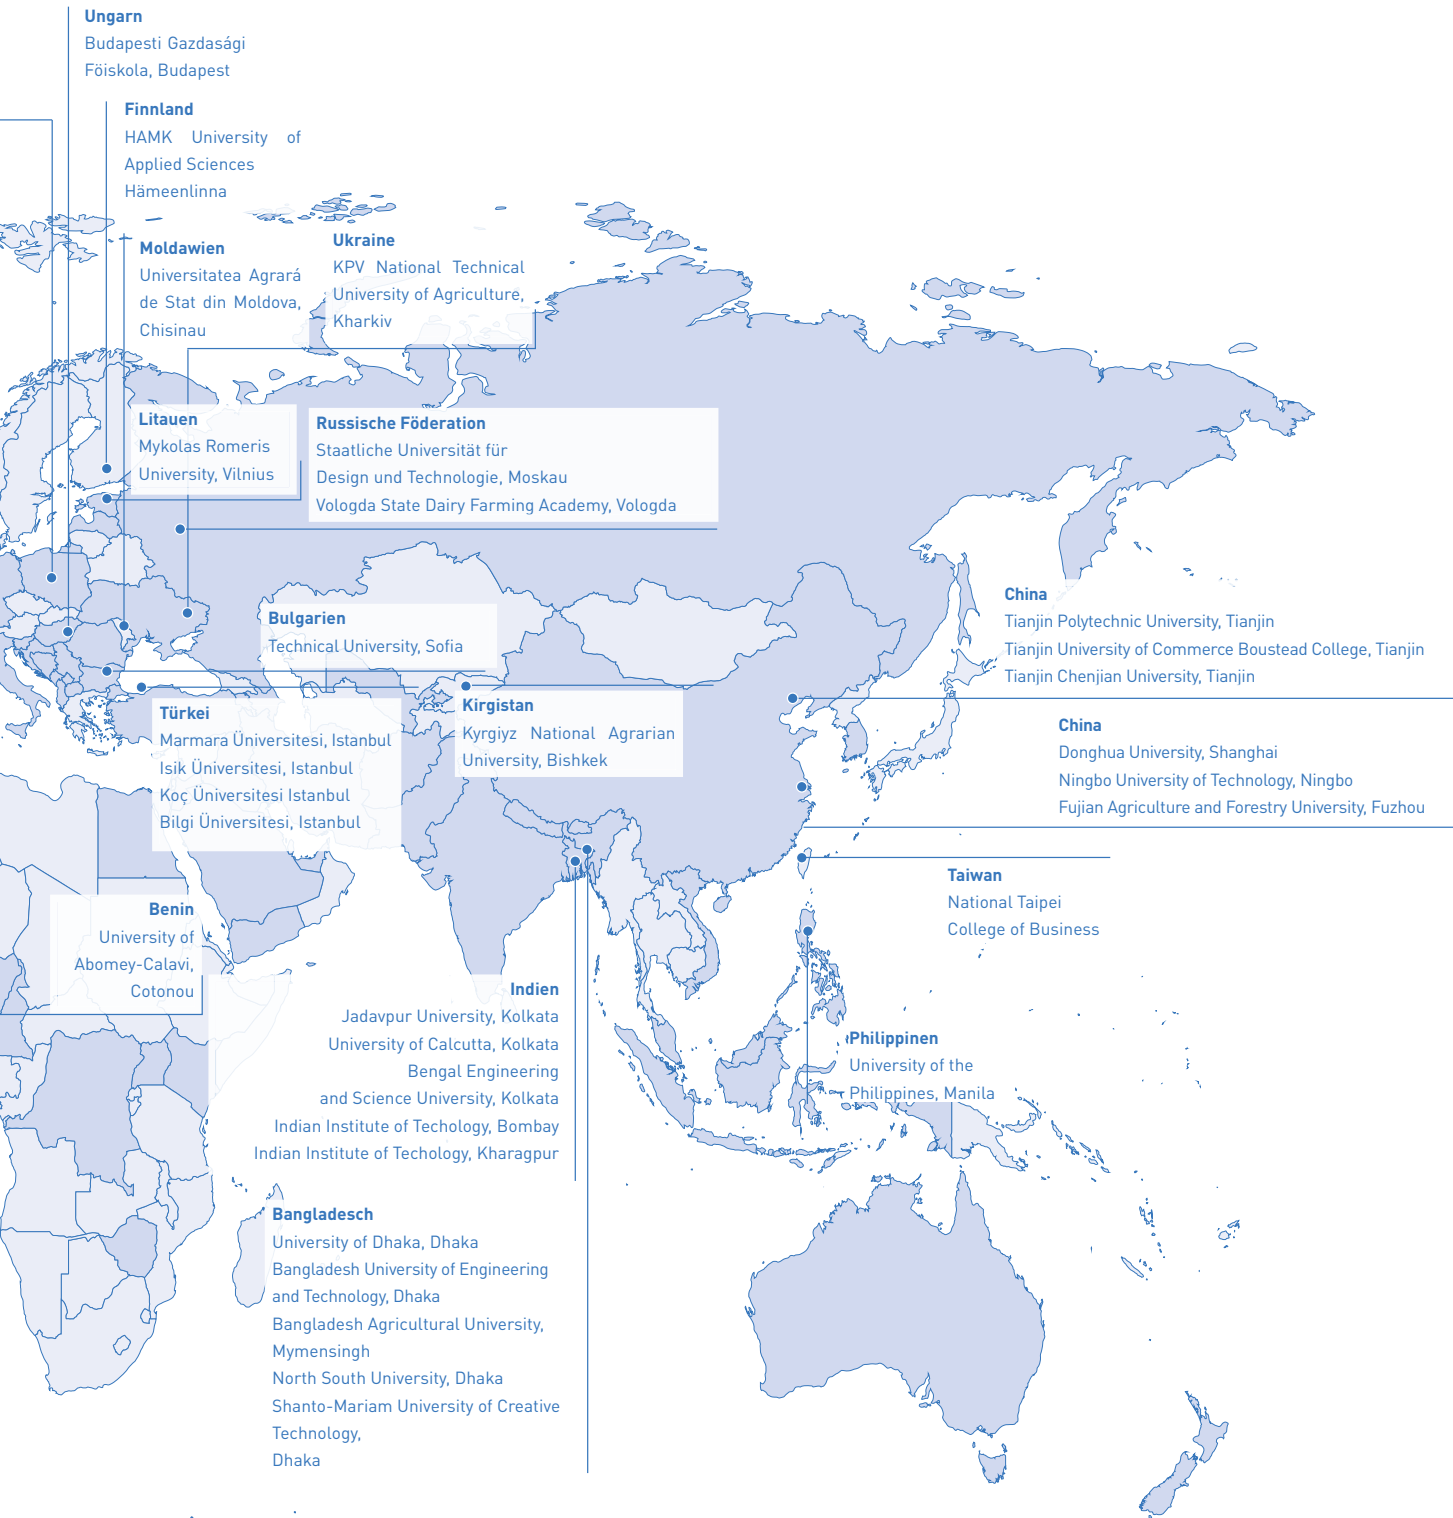 Ungarn
Budapesti Gazdasági
Föiskola, Budapest
Finnland
HAMK University of
Applied Sciences
Hämeenlinna
Moldawien
Universitatea Agrará
de Stat din Moldova,
Chisinau
Ukraine
KPV National Technical
University of Agriculture,
Kharkiv
Litauen
Mykolas Romeris
University, Vilnius
Russische Föderation
Staatliche Universität für
Design und Technologie, Moskau
Vologda State Dairy Farming Academy, Vologda
Bulgarien
Technical University, Sofia
China
Tianjin Polytechnic University, Tianjin
Tianjin University of Commerce Boustead College, Tianjin
Tianjin Chenjian University, Tianjin
Türkei
Marmara Üniversitesi, Istanbul
Isik Üniversitesi, Istanbul
Koç Üniversitesi Istanbul
Bilgi Üniversitesi, Istanbul
Kirgistan
Kyrgiyz National Agrarian
University, Bishkek
China
Donghua University, Shanghai
Ningbo University of Technology, Ningbo
Fujian Agriculture and Forestry University, Fuzhou
Taiwan
National Taipei
College of Business
Benin
University of
Abomey-Calavi,
Cotonou
Indien
Jadavpur University, Kolkata
University of Calcutta, Kolkata
Bengal Engineering
and Science University, Kolkata
Indian Institute of Techology, Bombay
Indian Institute of Techology, Kharagpur
Philippinen
University of the
Philippines, Manila
Bangladesch
University of Dhaka, Dhaka
Bangladesh University of Engineering
and Technology, Dhaka
Bangladesh Agricultural University,
Mymensingh
North South University, Dhaka
Shanto-Mariam University of Creative
Technology,
Dhaka